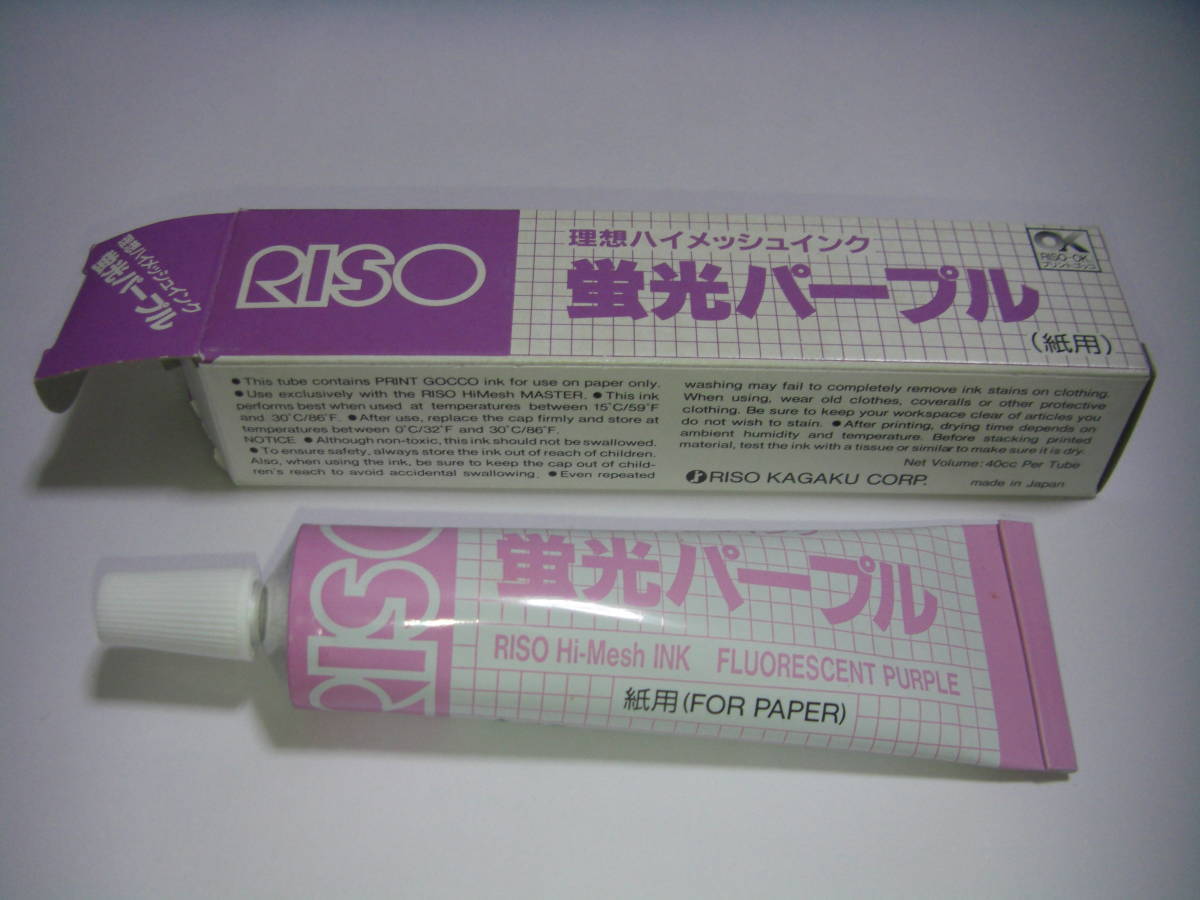 理想ハイメッシュインク
蛍光パープル
RISO
理想ハイメッシュインク
蛍光パープル
(紙用)
OK
RISO-OK
プリントゴッコ
●This tube contains PRINT GOCCO ink for use on paper only.
●Use exclusively with the RISO HiMesh MASTER. ●This ink
performs best when used at temperatures between 15°C/59°F
and 30°C/86°F. ●After use, replace the cap firmly and store at
temperatures between 0°C/32°F and 30°C/86°F.
NOTICE ●Although non-toxic, this ink should not be swallowed.
●To ensure safety, always store the ink out of reach of children.
Also, when using the ink, be sure to keep the cap out of child-
ren's reach to avoid accidental swallowing. ●Even repeated
washing may fail to completely remove ink stains on clothing.
When using, wear old clothes, coveralls or other protective
clothing. Be sure to keep your workspace clear of articles you
do not wish to stain. ●After printing, drying time depends on
ambient humidity and temperature. Before stacking printed
material, test the ink with a tissue or similar to make sure it is dry.
Net Volume: 40cc Per Tube
RISO KAGAKU CORP.
made in Japan
RISO
蛍光パープル
RISO Hi-Mesh INK FLUORESCENT PURPLE
紙用(FOR PAPER)